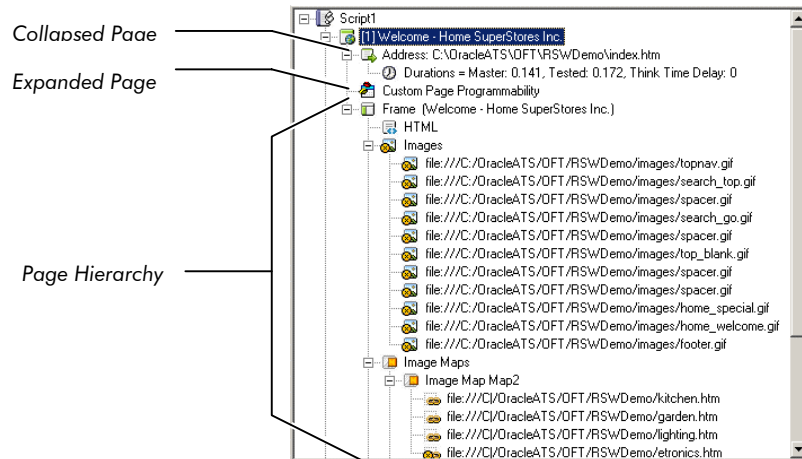 Script1
[1] Welcome - Home SuperStores Inc.
Collapsed Page
Address: C:\OracleATS\OFT\RSWDemo\index.htm
Durations = Master: 0.141, Tested: 0.172, Think Time Delay: 0
Expanded Page
Custom Page Programmability
Frame (Welcome - Home SuperStores Inc.)
HTML
Images
file:///C:/OracleATS/OFT/RSWDemo/images/topnav.gif
file:///C:/OracleATS/OFT/RSWDemo/images/search_top.gif
file:///C:/OracleATS/OFT/RSWDemo/images/spacer.gif
file:///C:/OracleATS/OFT/RSWDemo/images/search_go.gif
file:///C:/OracleATS/OFT/RSWDemo/images/spacer.gif
file:///C:/OracleATS/OFT/RSWDemo/images/top_blank.gif
file:///C:/OracleATS/OFT/RSWDemo/images/spacer.gif
Page Hierarchy
file:///C:/OracleATS/OFT/RSWDemo/images/spacer.gif
file:///C:/OracleATS/OFT/RSWDemo/images/home_special.gif
file:///C:/OracleATS/OFT/RSWDemo/images/home_welcome.gif
file:///C:/OracleATS/OFT/RSWDemo/images/footer.gif
Image Maps
Image Map Map2
file:///C|/OracleATS/OFT/RSWDemo/kitchen.htm
file:///C|/OracleATS/OFT/RSWDemo/garden.htm
file:///C|/OracleATS/OFT/RSWDemo/lighting.htm
file:///C|/OracleATS/OFT/RSWDemo/etronics.htm